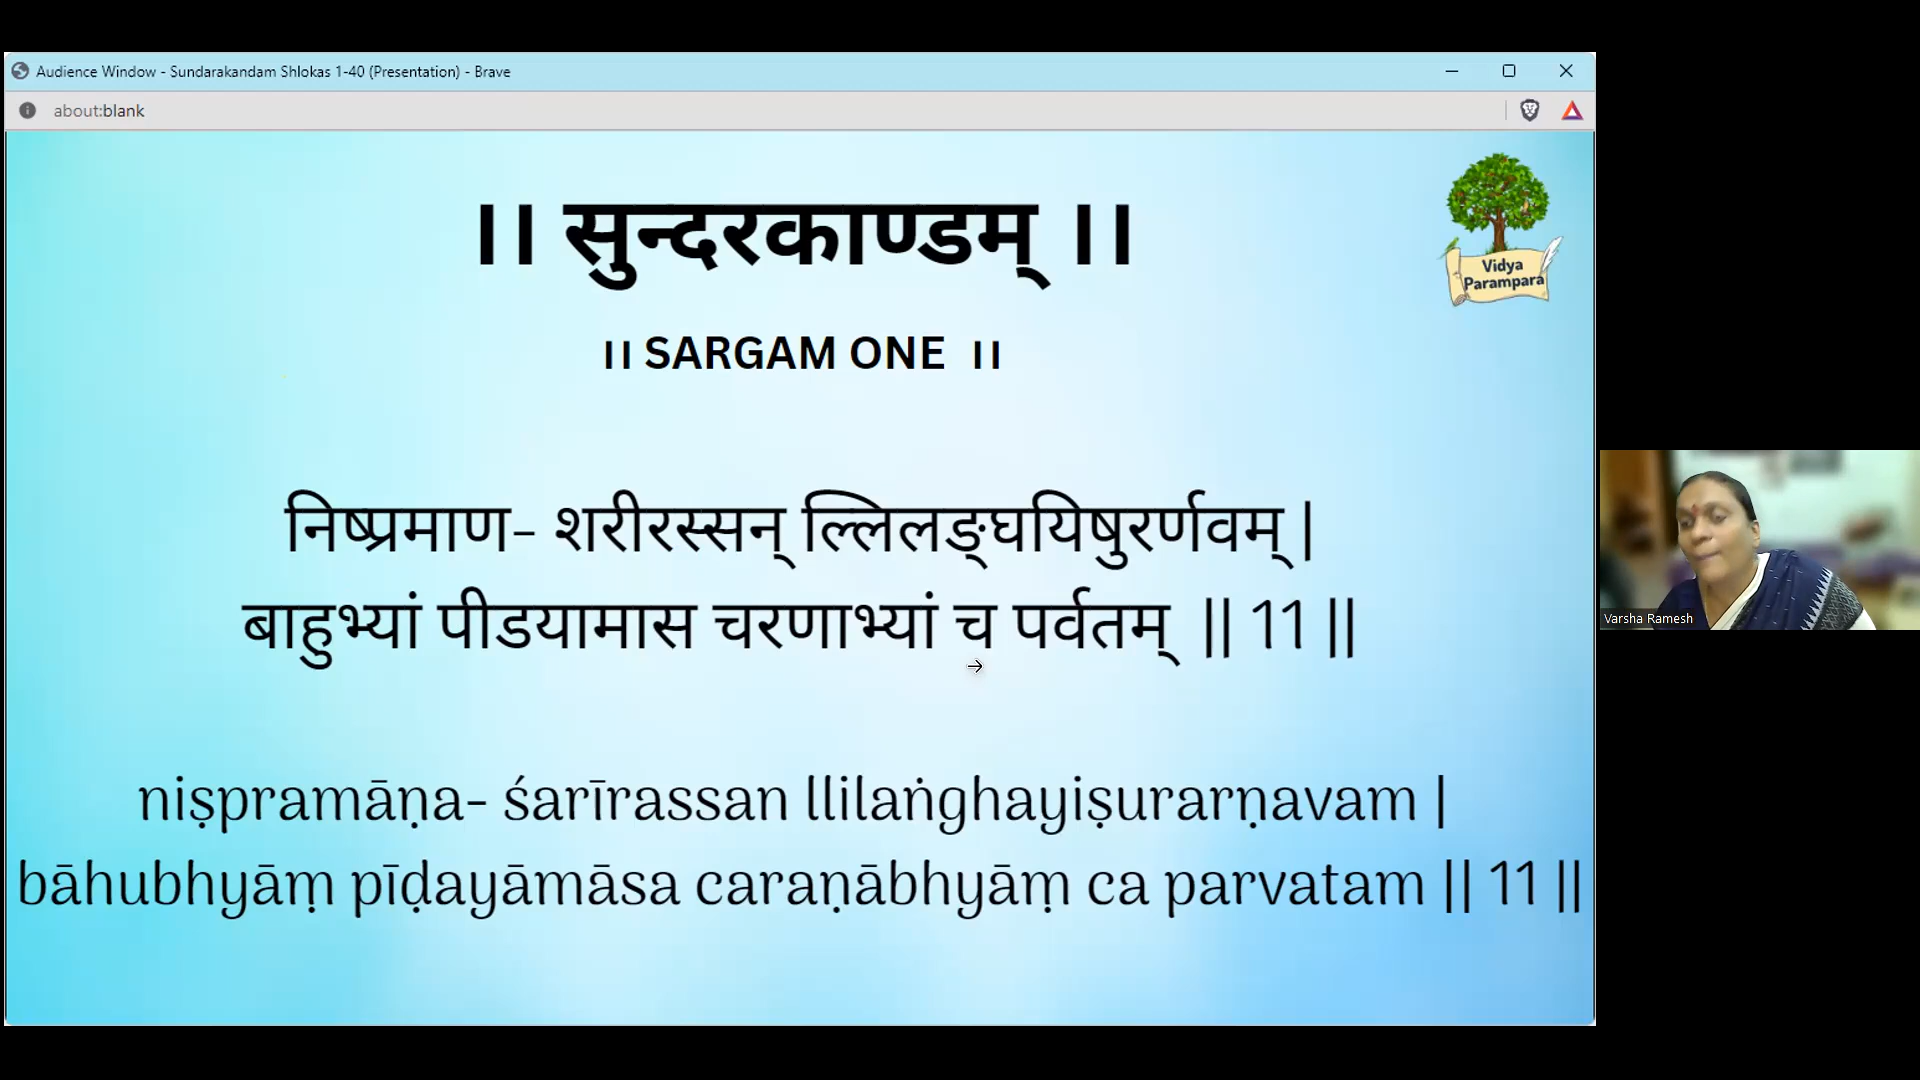 Audience Window - Sundarakandam Shlokas 1-40 (Presentation) - Brave
about:blank
।। सुन्दरकाण्डम् ।।
Vidya
Parampara
।। SARGAM ONE ।।
निष्प्रमाण- शरीरस्सन् ल्लिलङ्घयिषुरर्णवम् |
बाहुभ्यां पीडयामास चरणाभ्यां च पर्वतम् || 11 ||
Varsha Ramesh
niṣpramāṇa- śarīrassan llilaṅghayiṣurarṇavam |
bāhubhyāṃ pīḍayāmāsa caraṇābhyāṃ ca parvatam || 11 ||